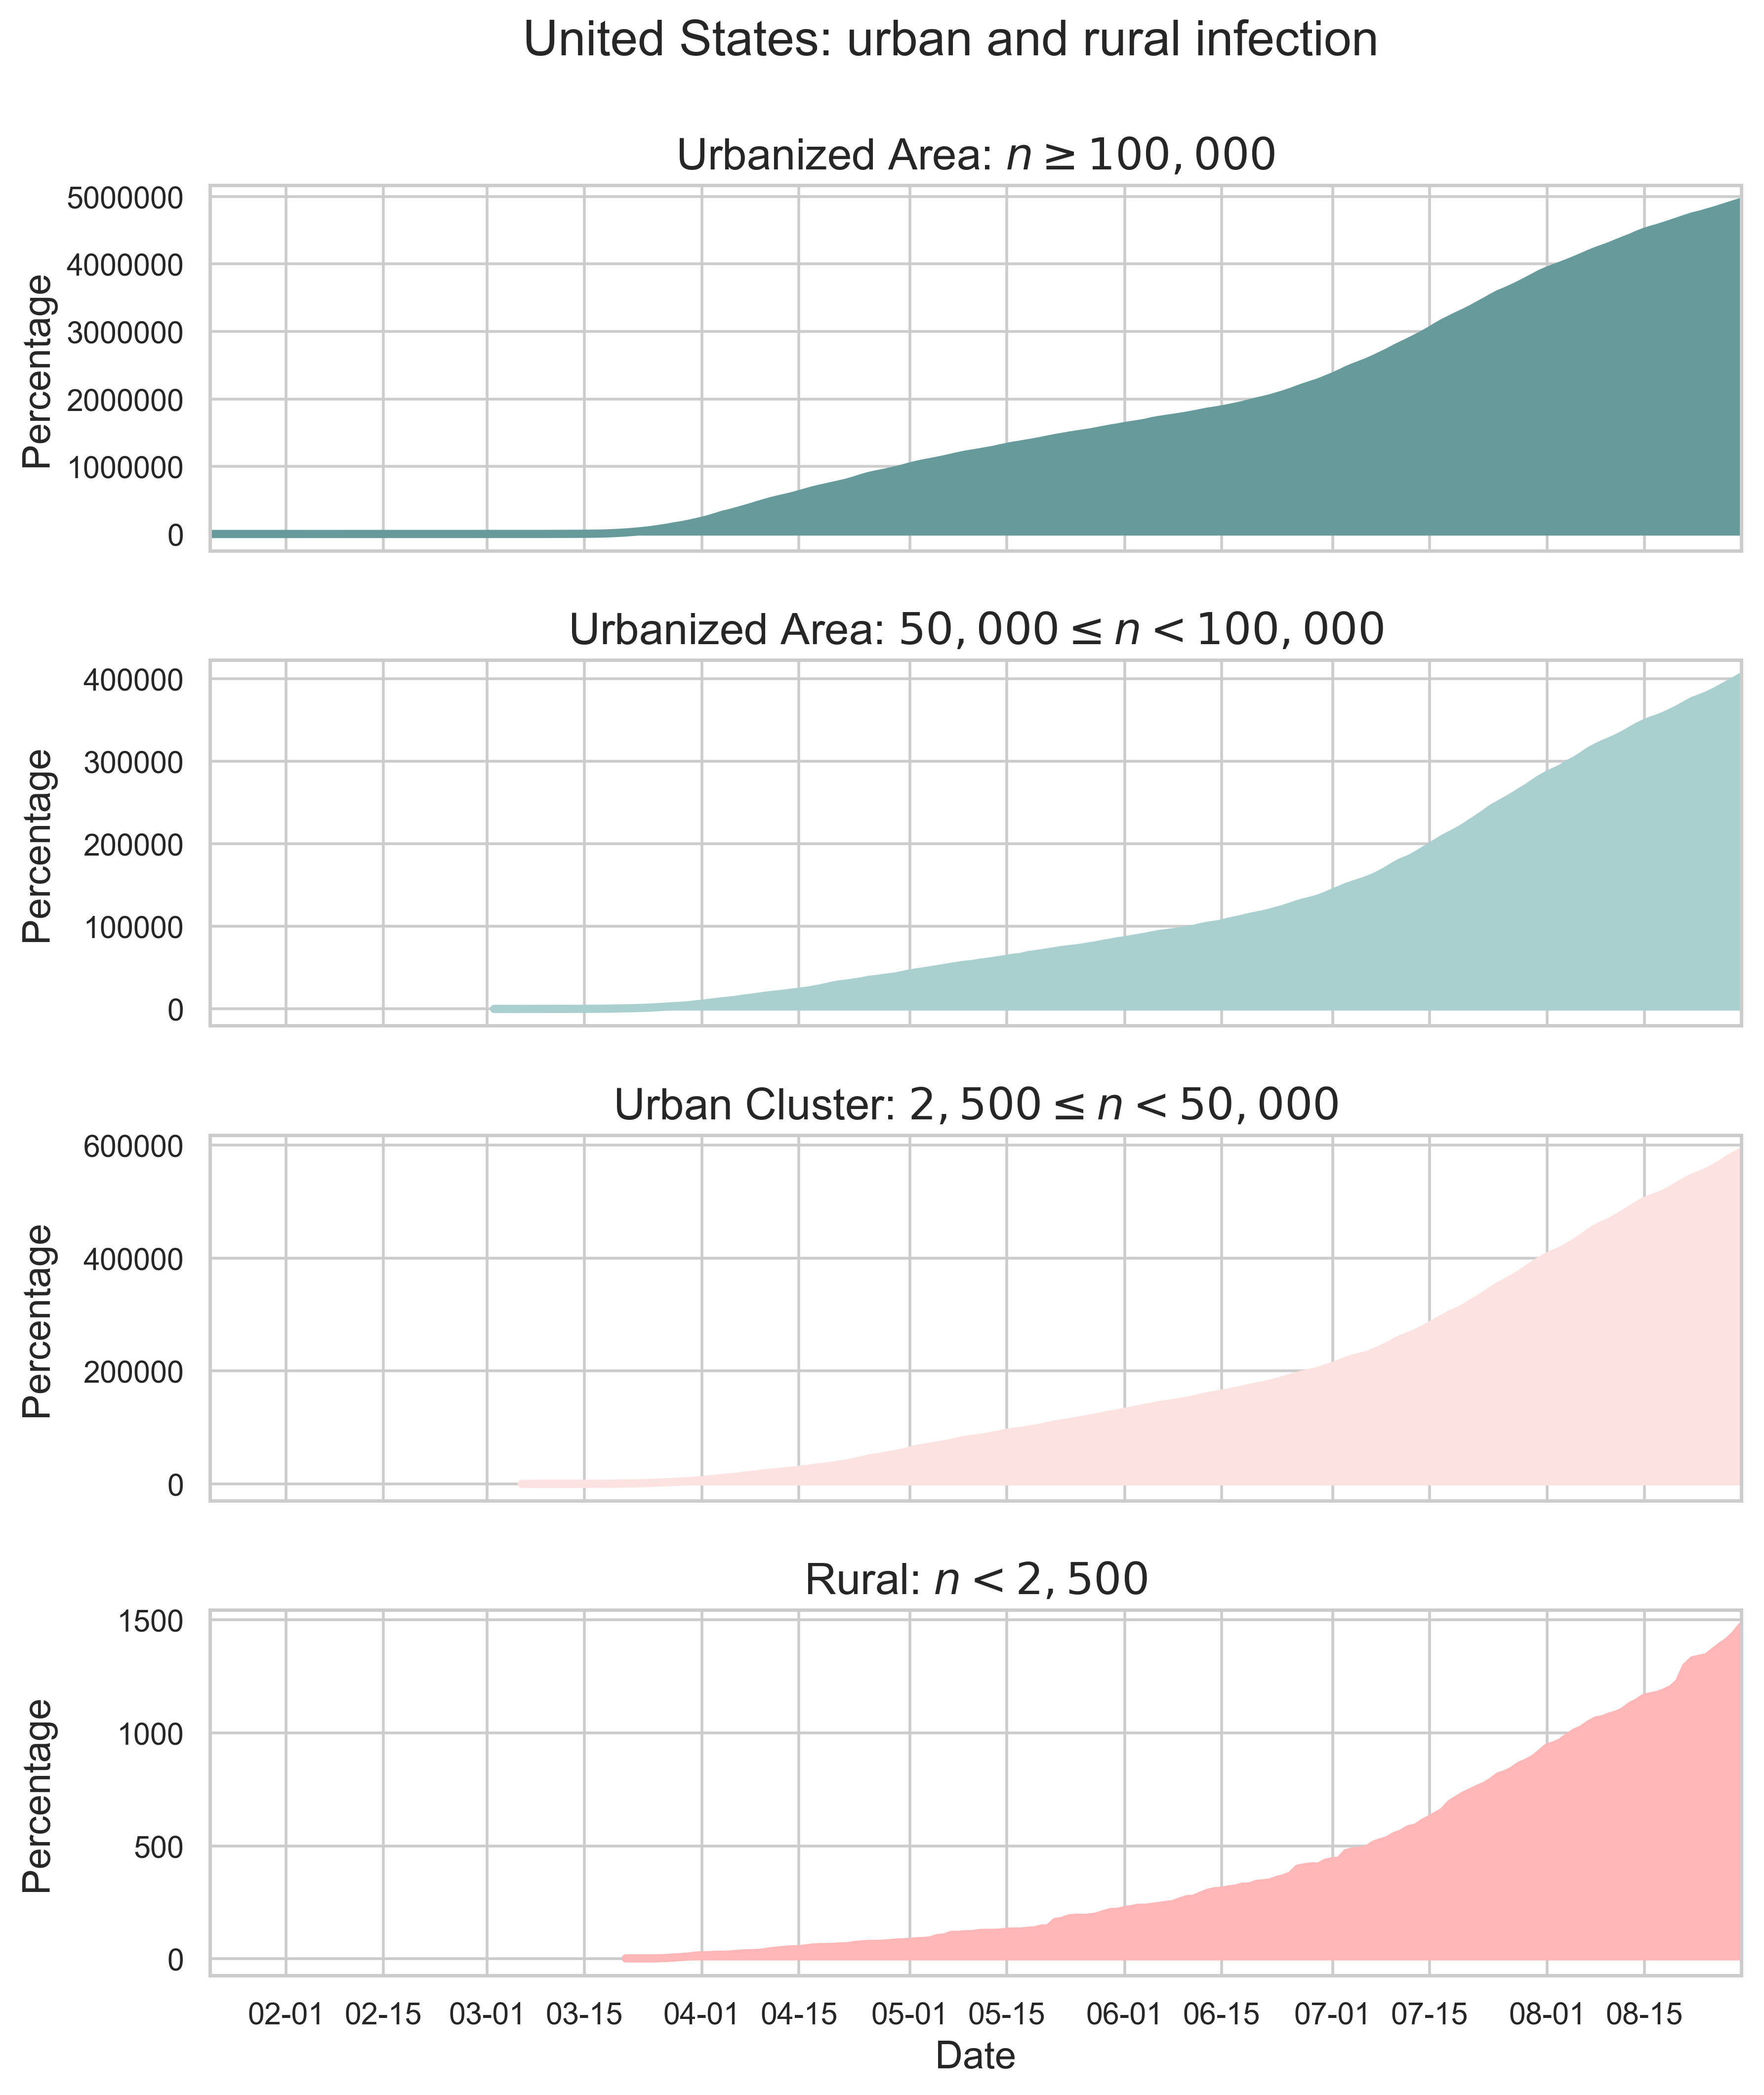 United States: urban and rural infection
Urbanized Area: n ≥ 100,000
Percentage
5000000
4000000
3000000
2000000
1000000
0
Urbanized Area: 50,000 ≤ n < 100,000
Percentage
400000
300000
200000
100000
0
Urban Cluster: 2,500 ≤ n < 50,000
Percentage
600000
400000
200000
0
Rural: n < 2,500
Percentage
1500
1000
500
0
02-01 02-15 03-01 03-15 04-01 04-15 05-01 05-15 06-01 06-15 07-01 07-15 08-01 08-15
Date